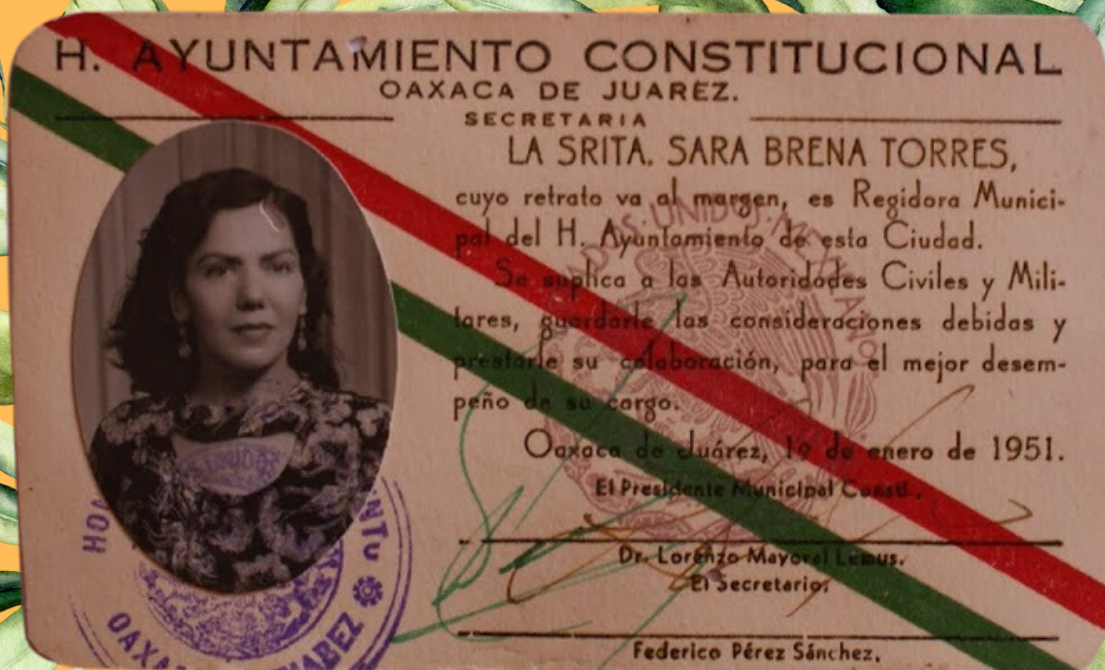 H. AYUNTAMIENTO CONSTITUCIONAL
OAXACA DE JUAREZ.
SECRETARIA
LA SRITA. SARA BRENA TORRES,
cuyo retrato va al margen, es Regidora Munici-
pal del H. Ayuntamiento de esta Ciudad.
Se suplica a las Autoridades Civiles y Mili-
tares, guardarle las consideraciones debidas y
prestarle su colaboración, para el mejor desem-
peño de su cargo.
Oaxaca de Juárez, 1º de enero de 1951.
El Presidente Municipal Constl.,
Dr. Lorenzo Mayoral Lemus.
El Secretario,
Federico Pérez Sánchez.
UNIDOS MEXICANOS